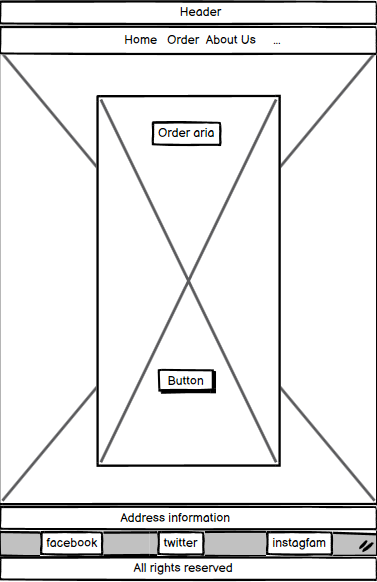 Header
Home Order About Us ...
Order aria
Button
Address information
facebook twitter instagfam
All rights reserved